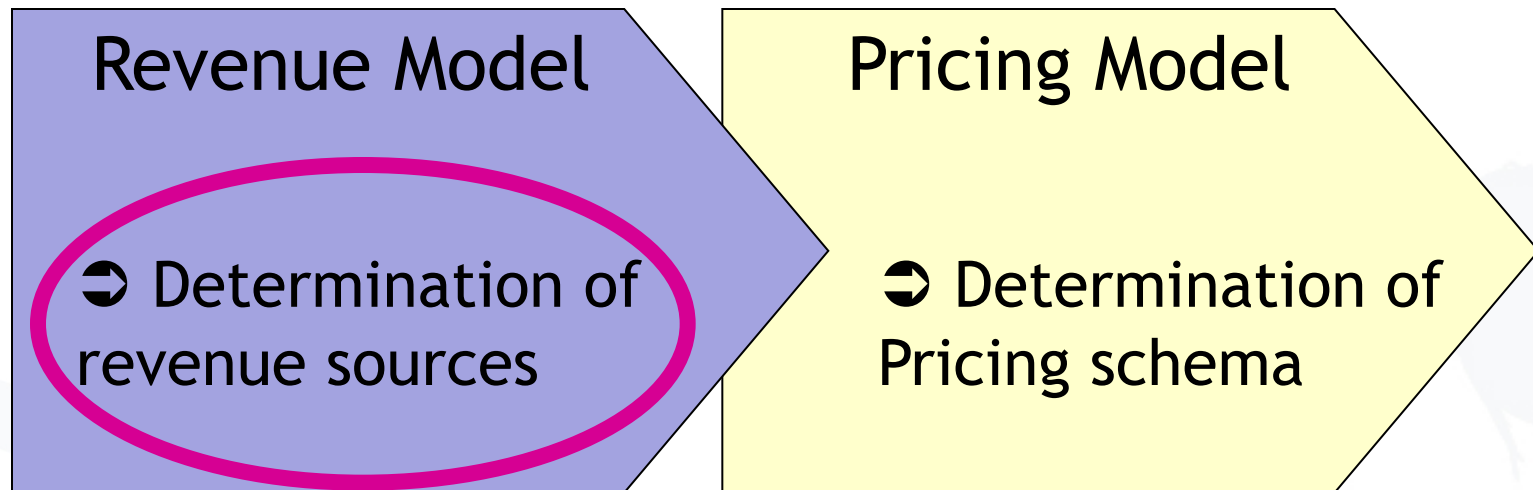 Revenue Model
➲ Determination of
revenue sources
Pricing Model
➲ Determination of
Pricing schema